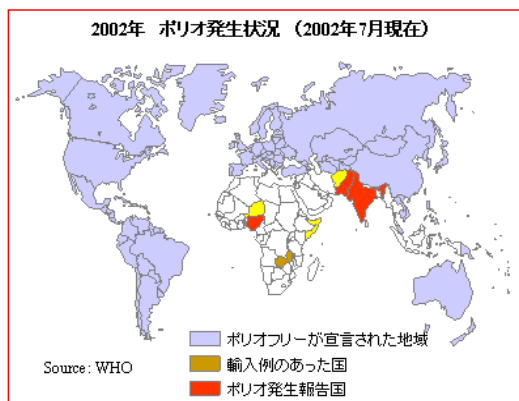 2002年 ポリオ発生状況 （2002年7月現在）
ポリオフリーが宣言された地域
輸入例のあった国
Source: WHO
ポリオ発生報告国